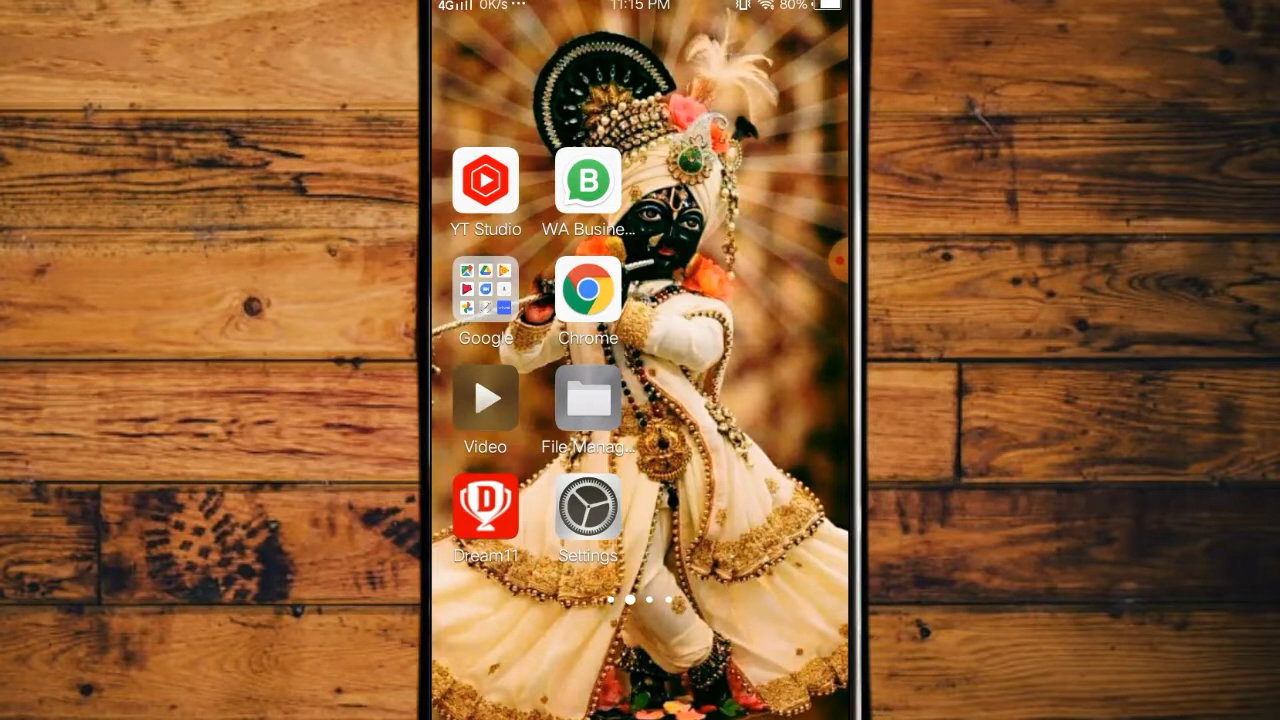 4G 0K/s ... 11:15 PM 80%
YT Studio WA Busine...
Google Chrome
Video File Manag...
Dream11 Settings